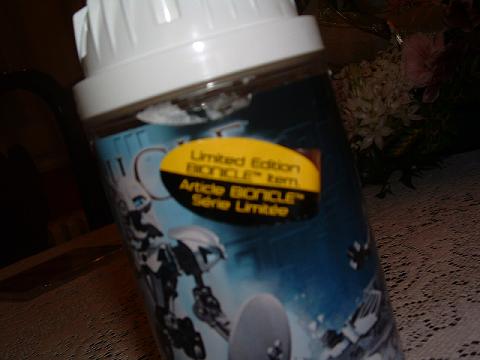 Limited Edition
BIONICLE™ Item
Article BIONICLE™
Série Limitée